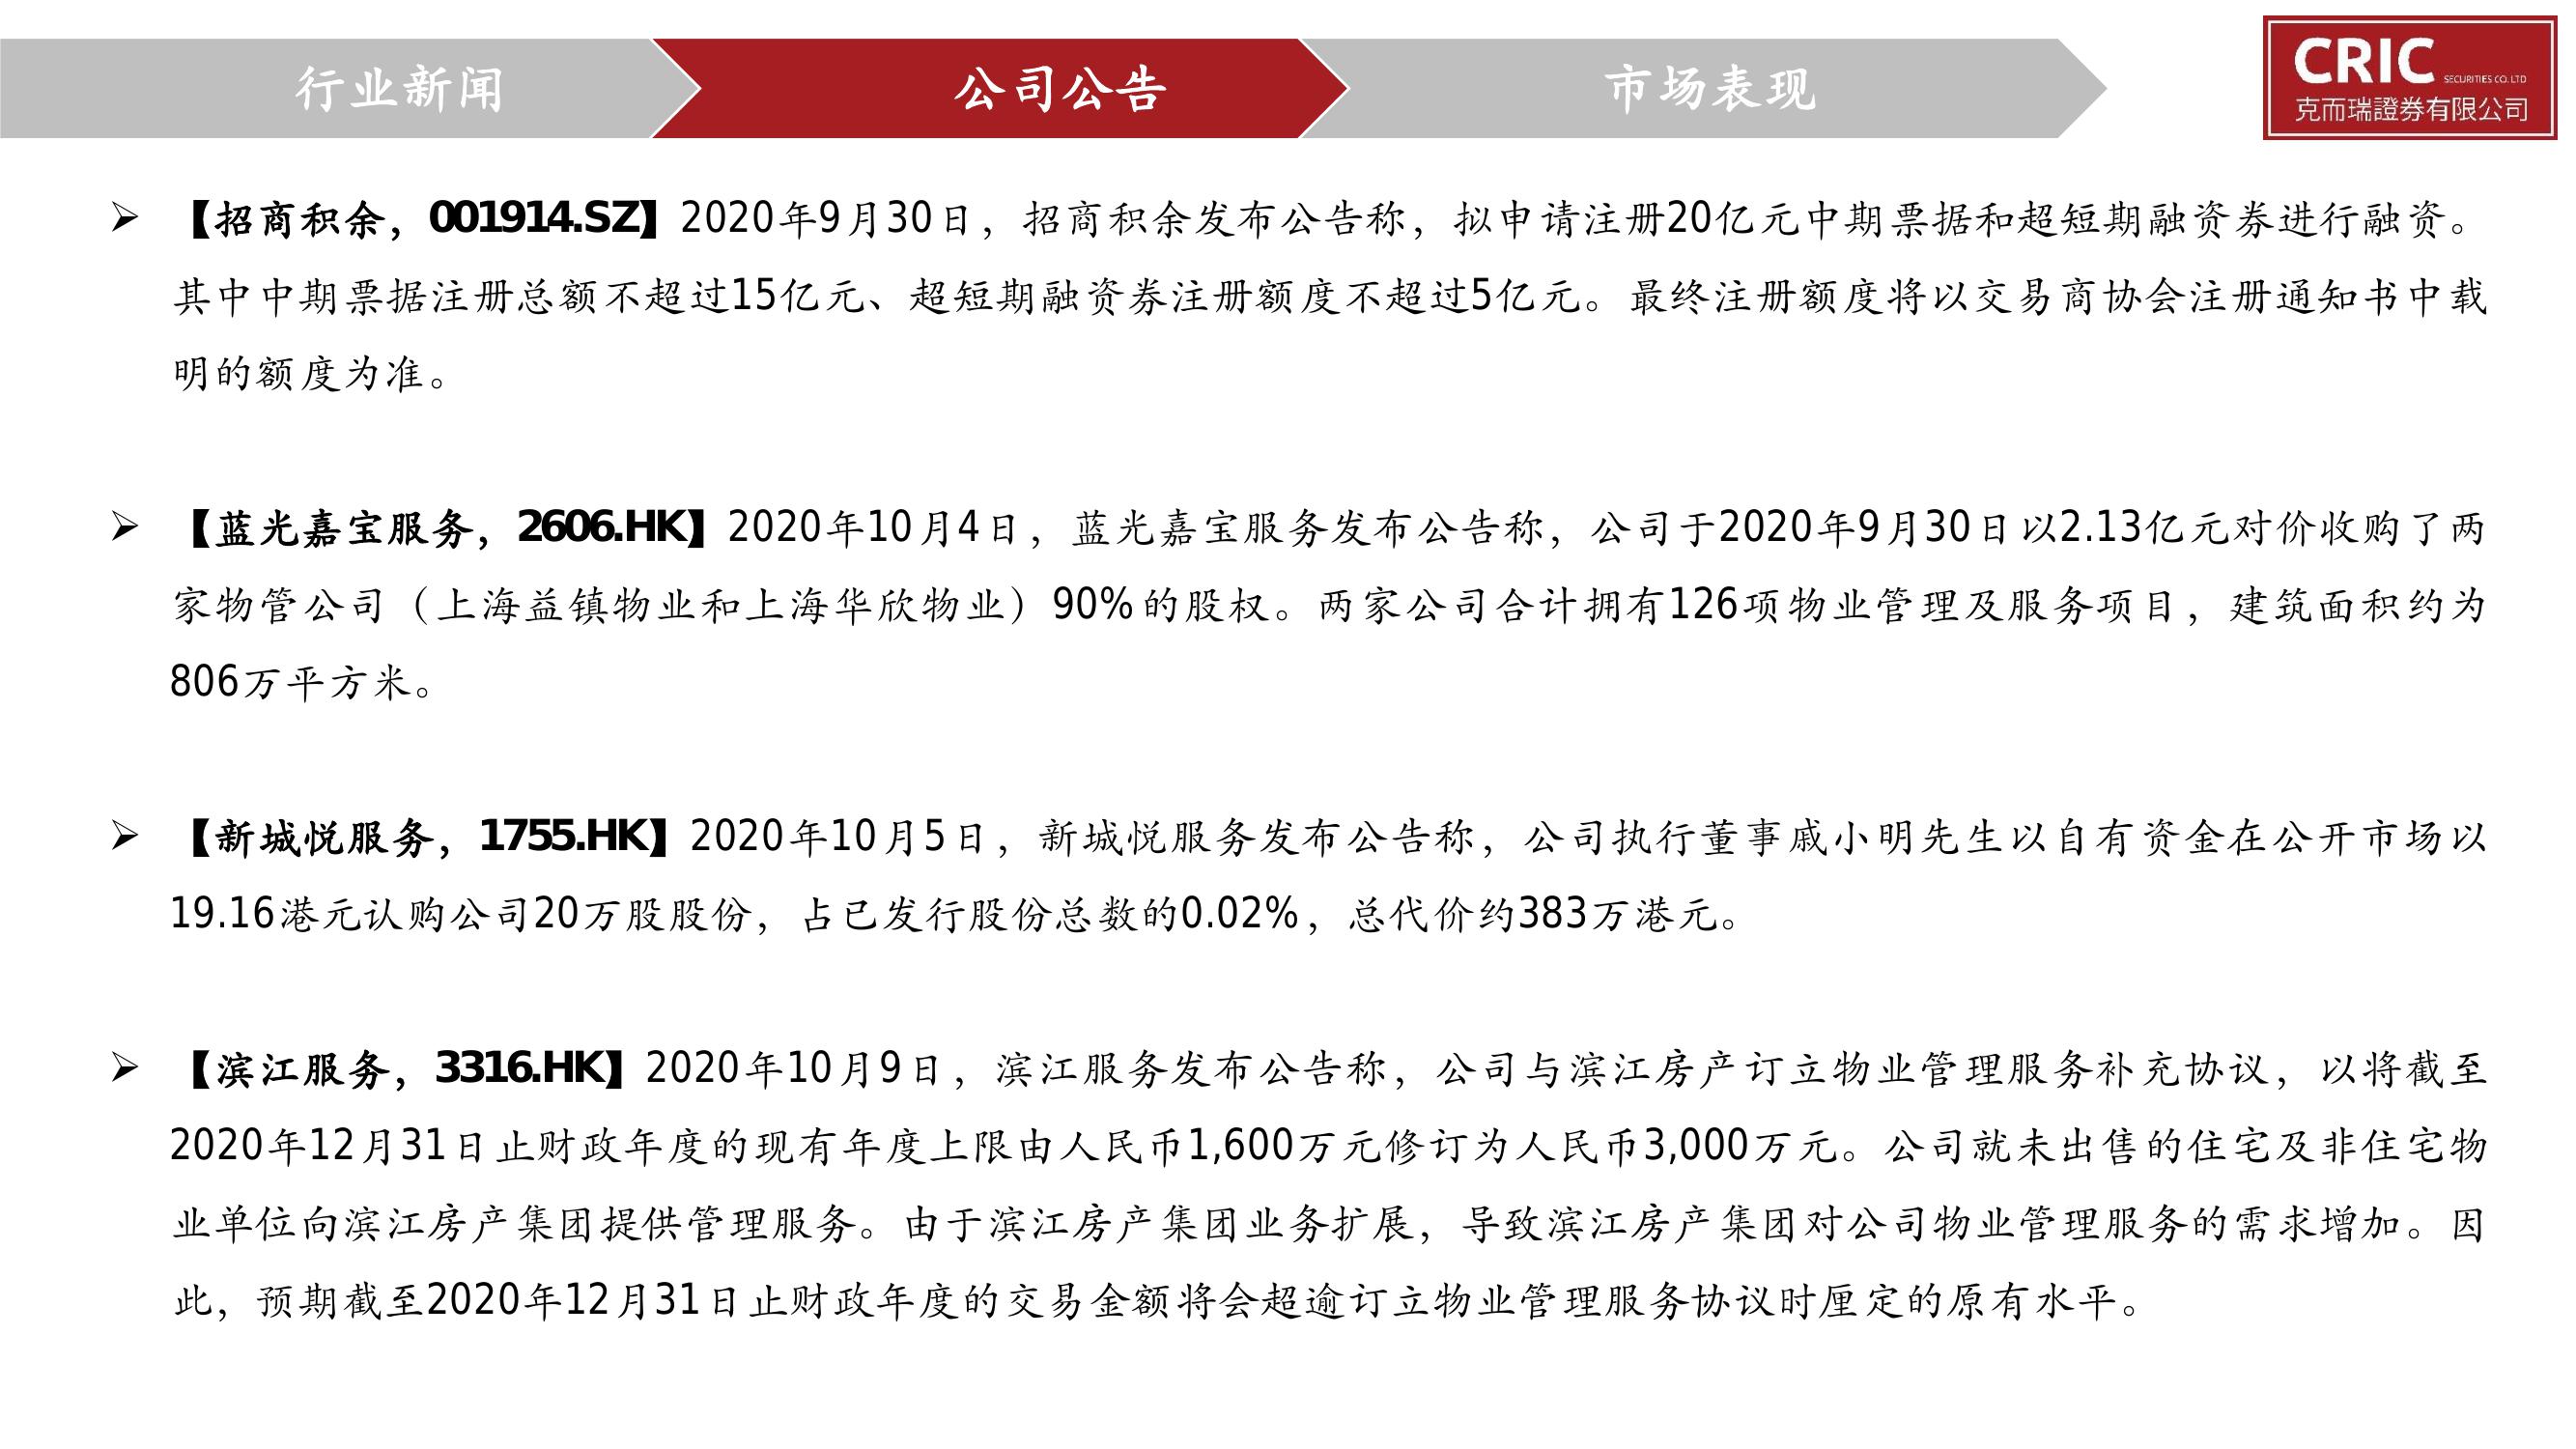 行业新闻
公司公告
市场表现
CRIC SECURITIES CO. LTD
克而瑞證券有限公司
➢ 【招商积余，001914.SZ】2020年9月30日，招商积余发布公告称，拟申请注册20亿元中期票据和超短期融资券进行融资。
其中中期票据注册总额不超过15亿元、超短期融资券注册额度不超过5亿元。最终注册额度将以交易商协会注册通知书中载
明的额度为准。
➢ 【蓝光嘉宝服务，2606.HK】2020年10月4日，蓝光嘉宝服务发布公告称，公司于2020年9月30日以2.13亿元对价收购了两
家物管公司（上海益镇物业和上海华欣物业）90%的股权。两家公司合计拥有126项物业管理及服务项目，建筑面积约为
806万平方米。
➢ 【新城悦服务，1755.HK】2020年10月5日，新城悦服务发布公告称，公司执行董事戚小明先生以自有资金在公开市场以
19.16港元认购公司20万股股份，占已发行股份总数的0.02%，总代价约383万港元。
➢ 【滨江服务，3316.HK】2020年10月9日，滨江服务发布公告称，公司与滨江房产订立物业管理服务补充协议，以将截至
2020年12月31日止财政年度的现有年度上限由人民币1,600万元修订为人民币3,000万元。公司就未出售的住宅及非住宅物
业单位向滨江房产集团提供管理服务。由于滨江房产集团业务扩展，导致滨江房产集团对公司物业管理服务的需求增加。因
此，预期截至2020年12月31日止财政年度的交易金额将会超逾订立物业管理服务协议时厘定的原有水平。